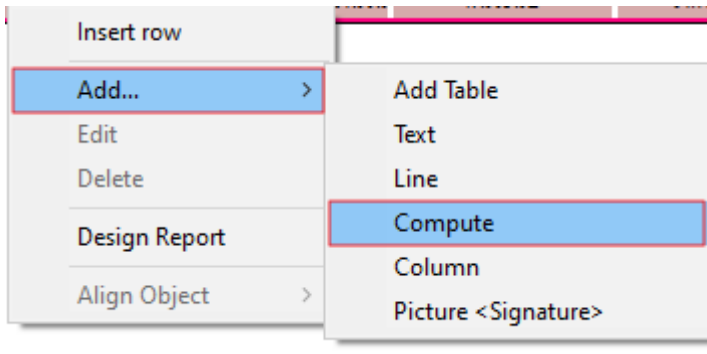 Insert row
Add...
Edit
Delete
Design Report
Align Object
Add Table
Text
Line
Compute
Column
Picture <Signature>